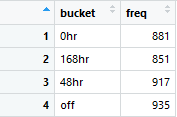 bucket freq
1 0hr 881
2 168hr 851
3 48hr 917
4 off 935